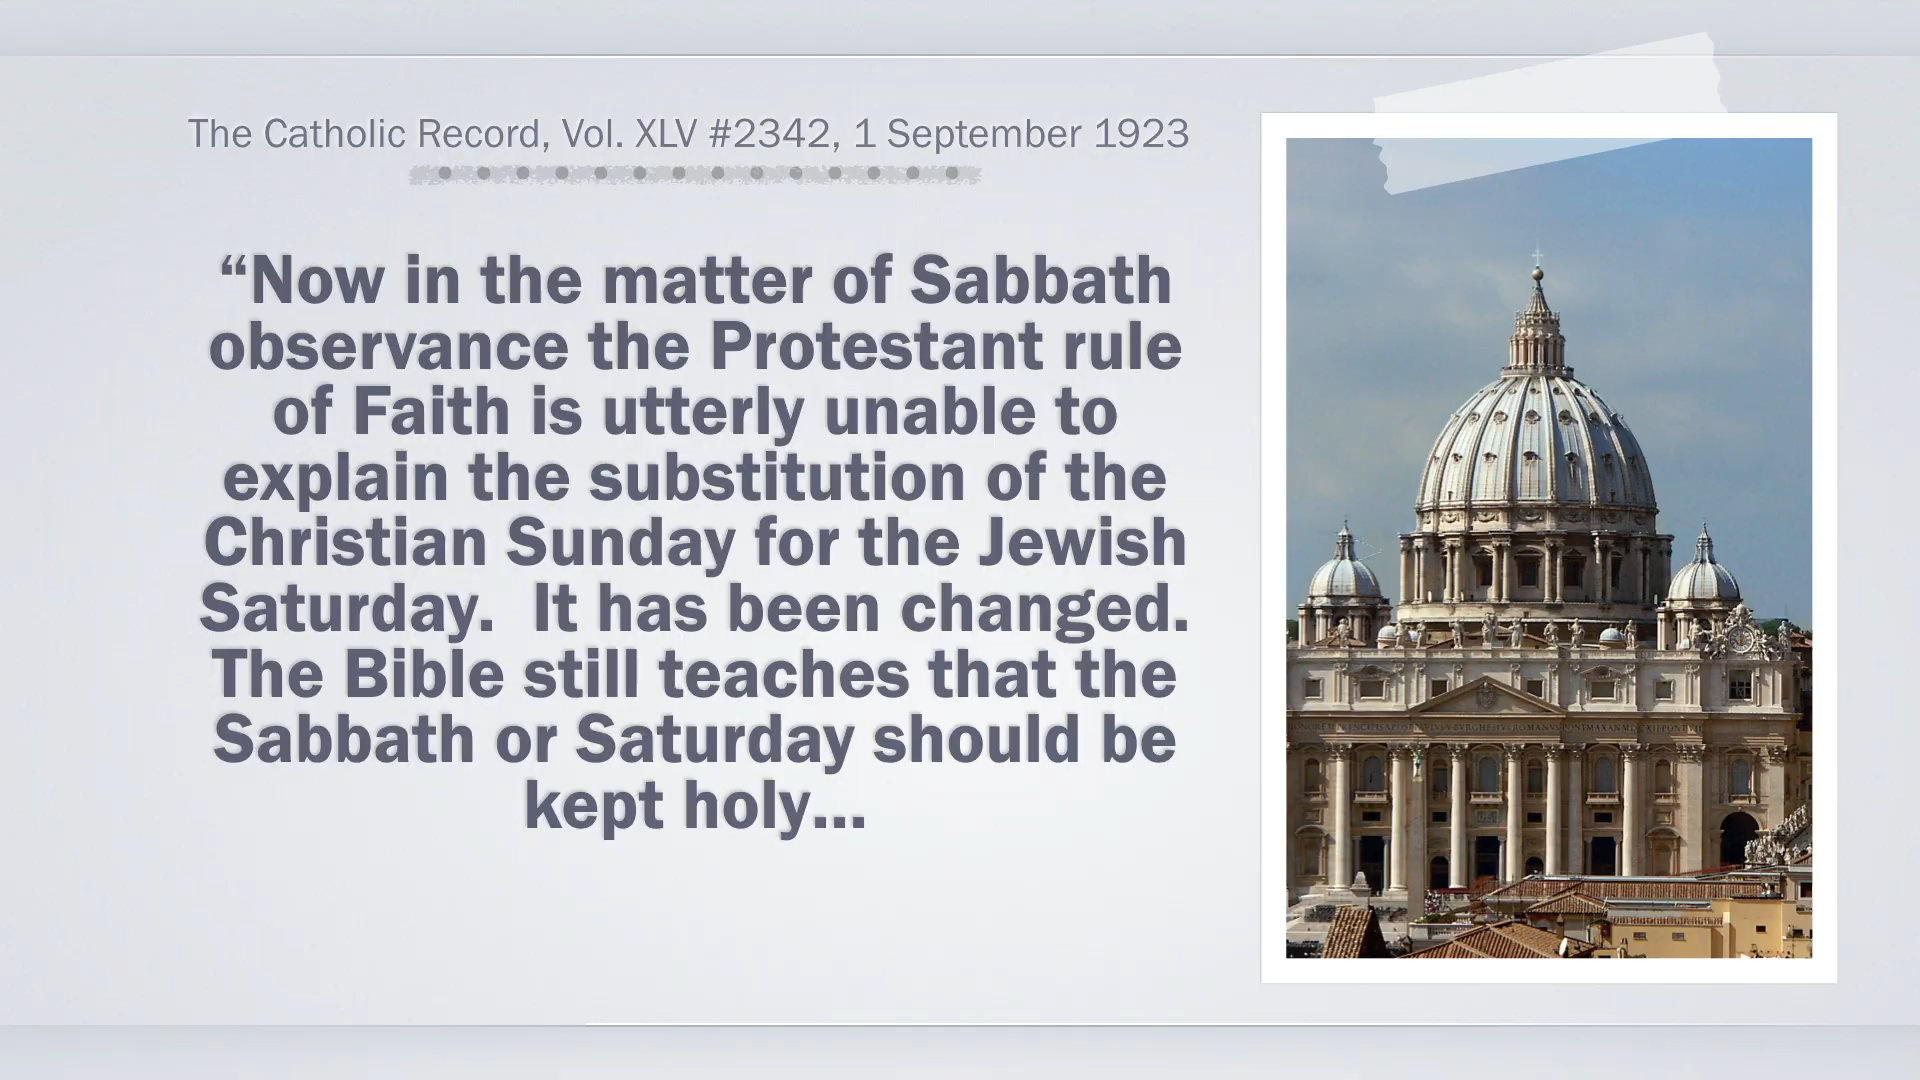 The Catholic Record, Vol. XLV #2342, 1 September 1923
“Now in the matter of Sabbath
observance the Protestant rule
of Faith is utterly unable to
explain the substitution of the
Christian Sunday for the Jewish
Saturday.  It has been changed.
The Bible still teaches that the
Sabbath or Saturday should be
kept holy...